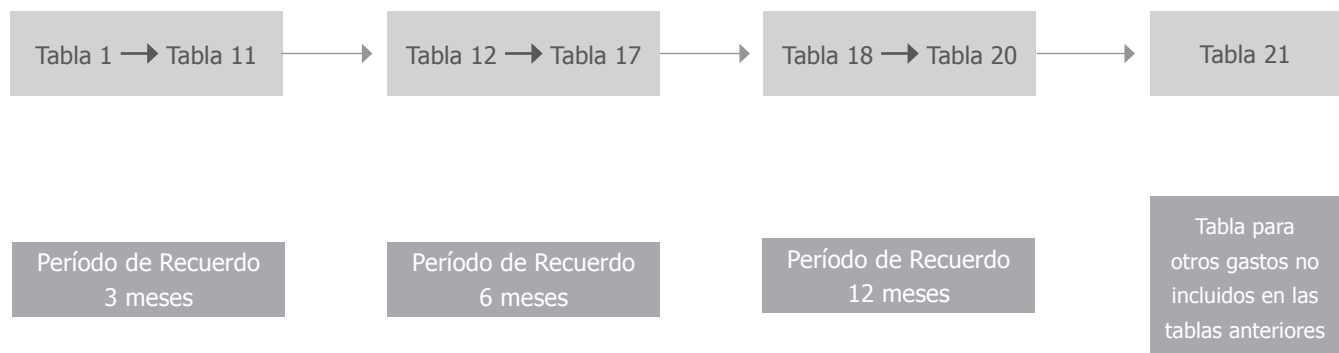 Tabla 1 → Tabla 11
Tabla 12 → Tabla 17
Tabla 18 → Tabla 20
Tabla 21
Período de Recuerdo
3 meses
Período de Recuerdo
6 meses
Período de Recuerdo
12 meses
Tabla para
otros gastos no
incluidos en las
tablas anteriores